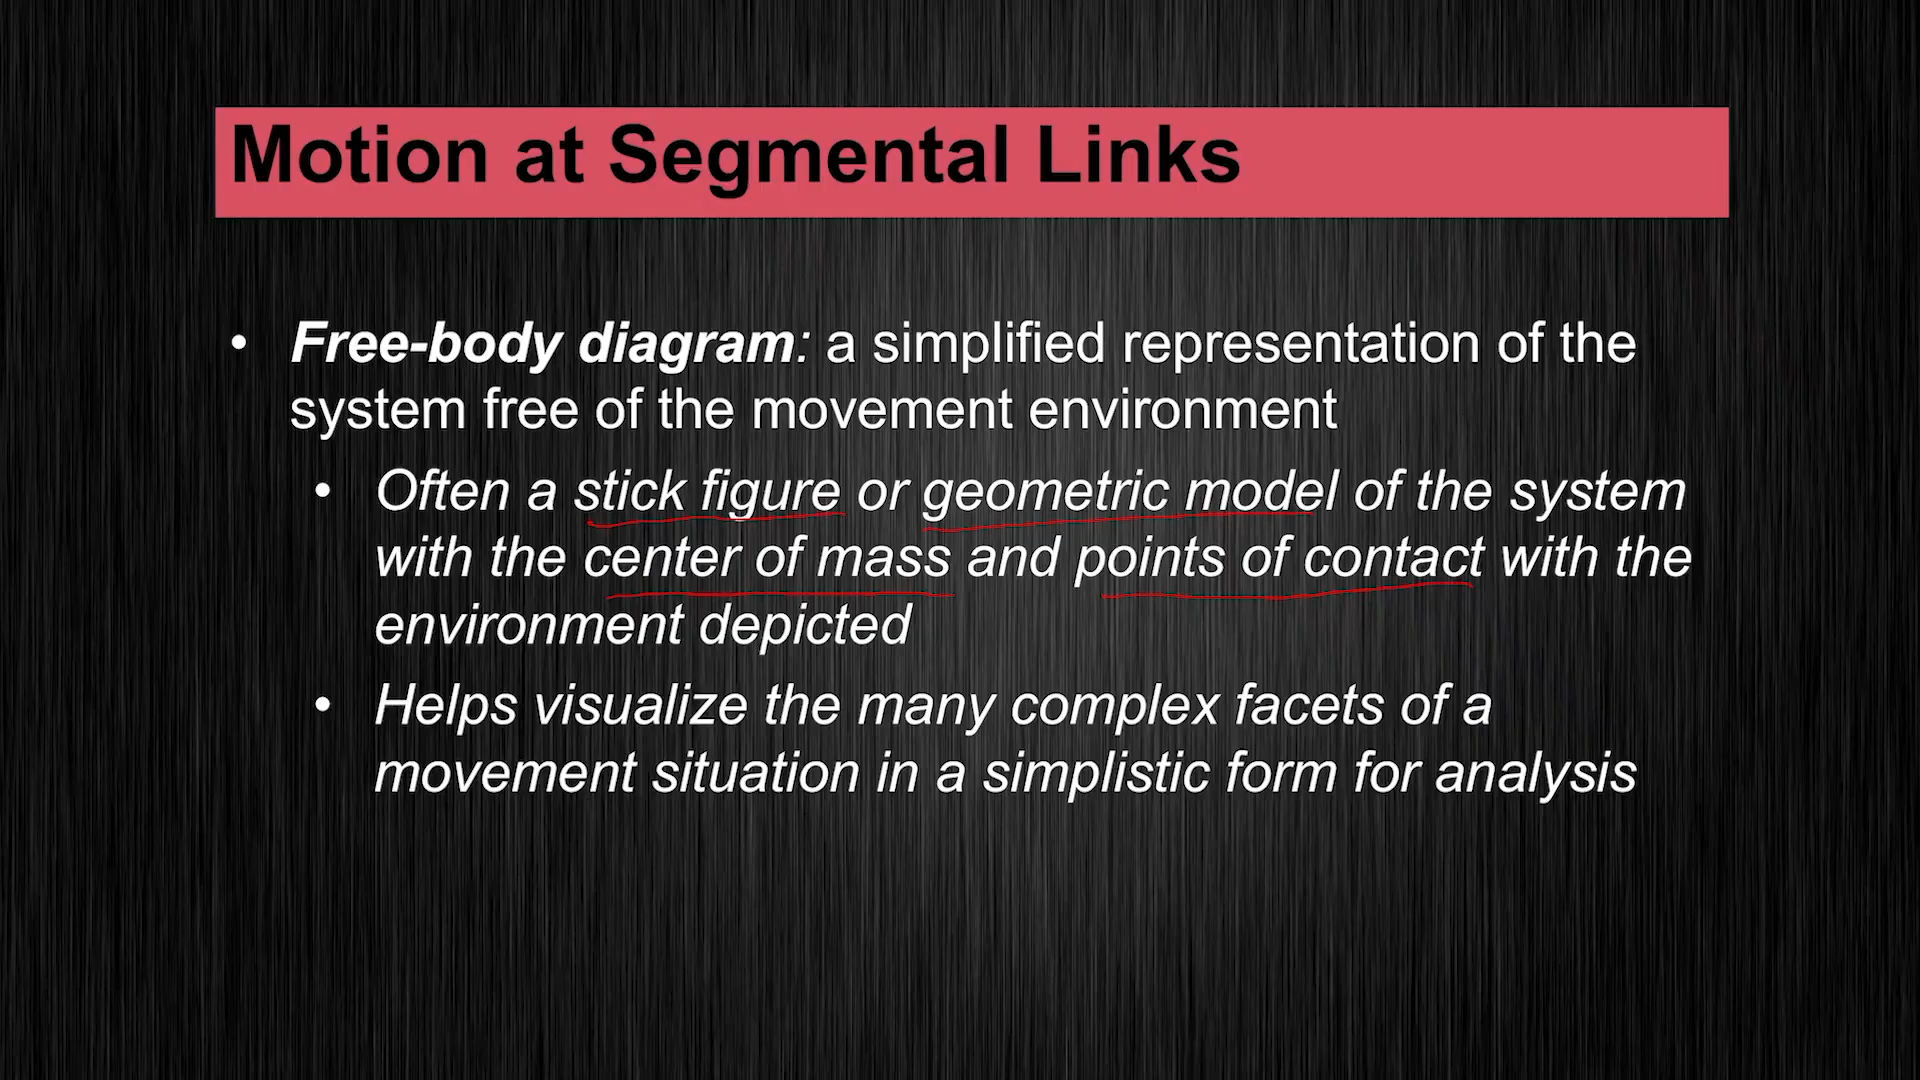 Motion at Segmental Links
• Free-body diagram: a simplified representation of the
system free of the movement environment
• Often a stick figure or geometric model of the system
with the center of mass and points of contact with the
environment depicted
• Helps visualize the many complex facets of a
movement situation in a simplistic form for analysis